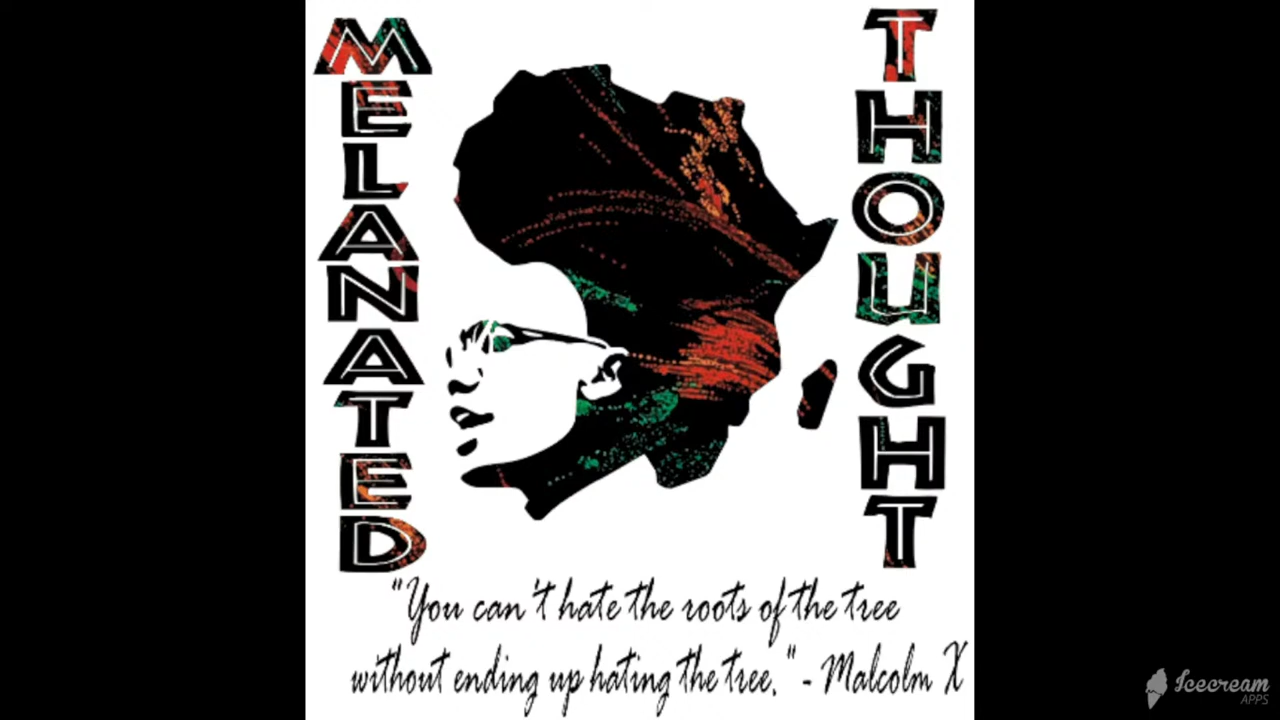 MELANATED
THOUGHT
"You can't hate the roots of the tree
without ending up hating the tree." - Malcolm X
Icecream
APPS